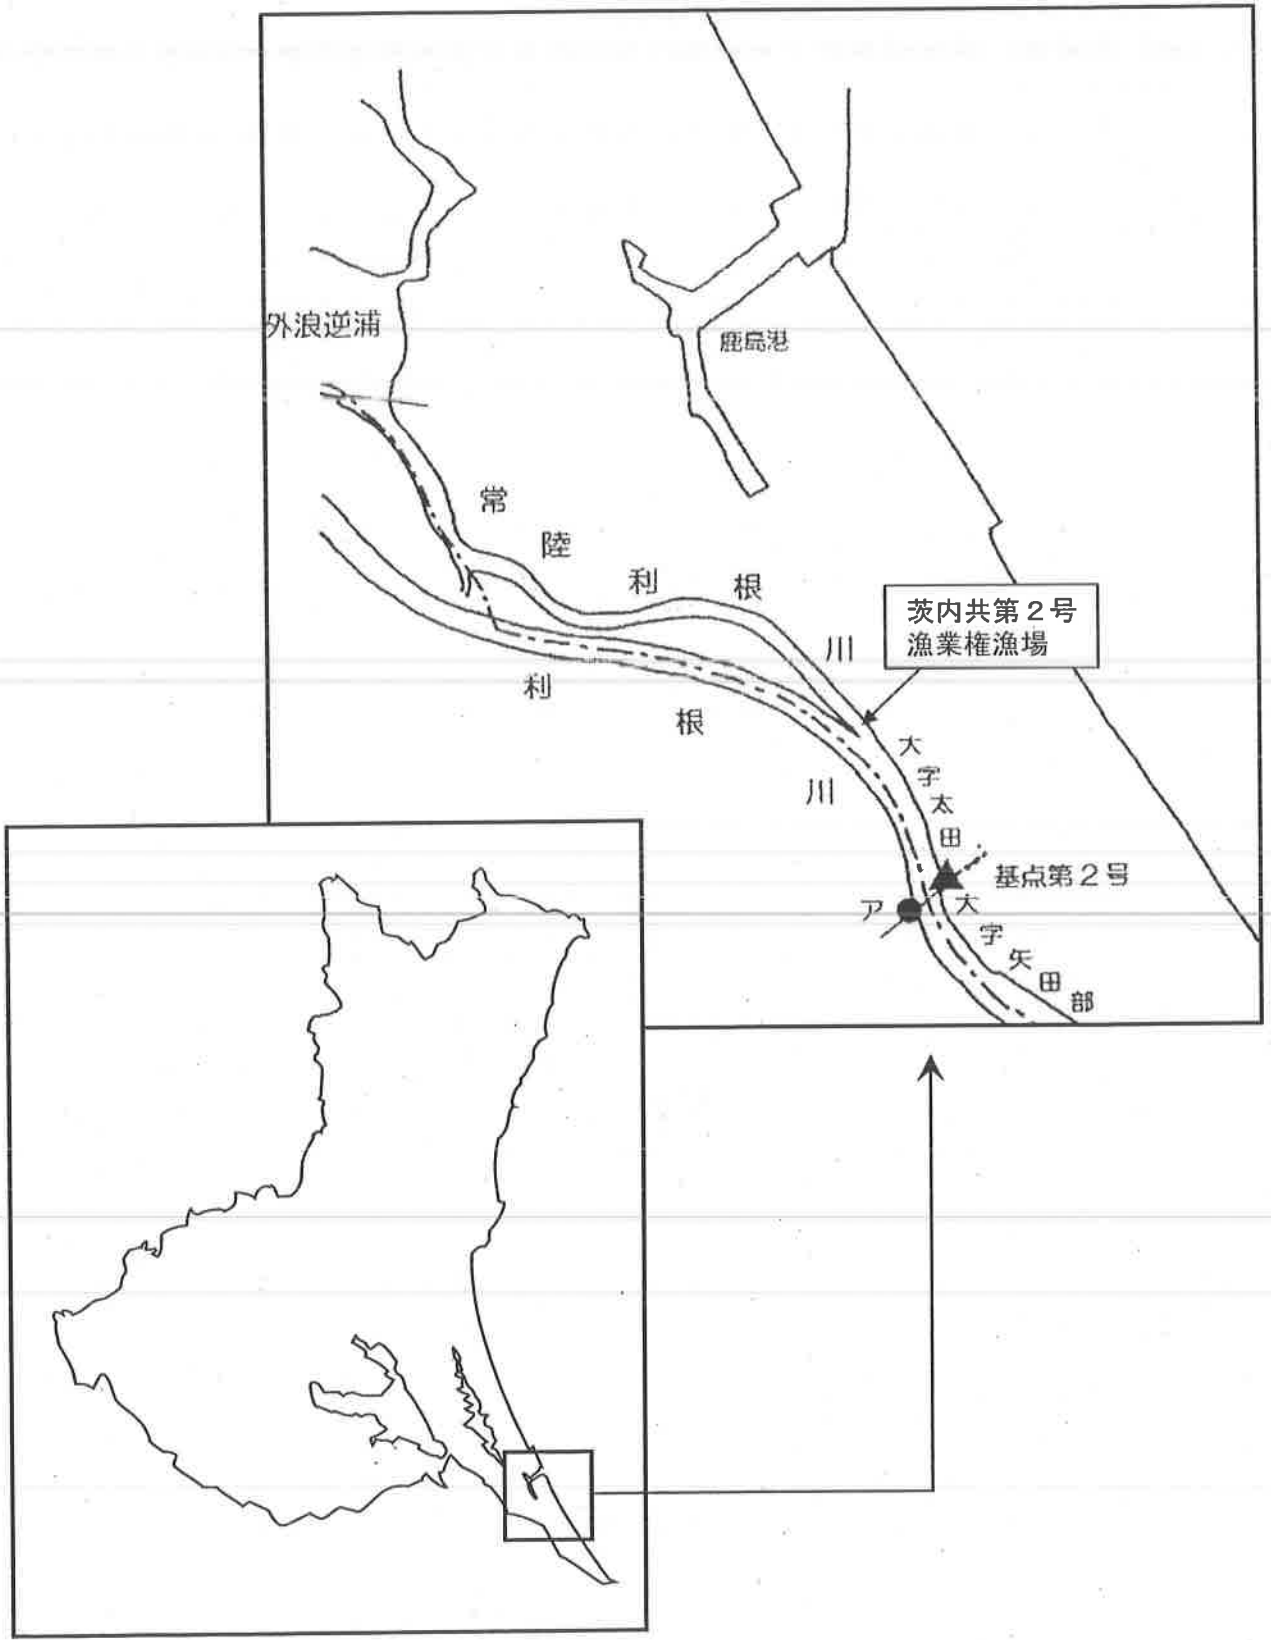 外浪逆浦
鹿島港
常陸利根川
茨内共第２号
漁業権漁場
利根川
大字太田
基点第２号
ア
大字矢田部